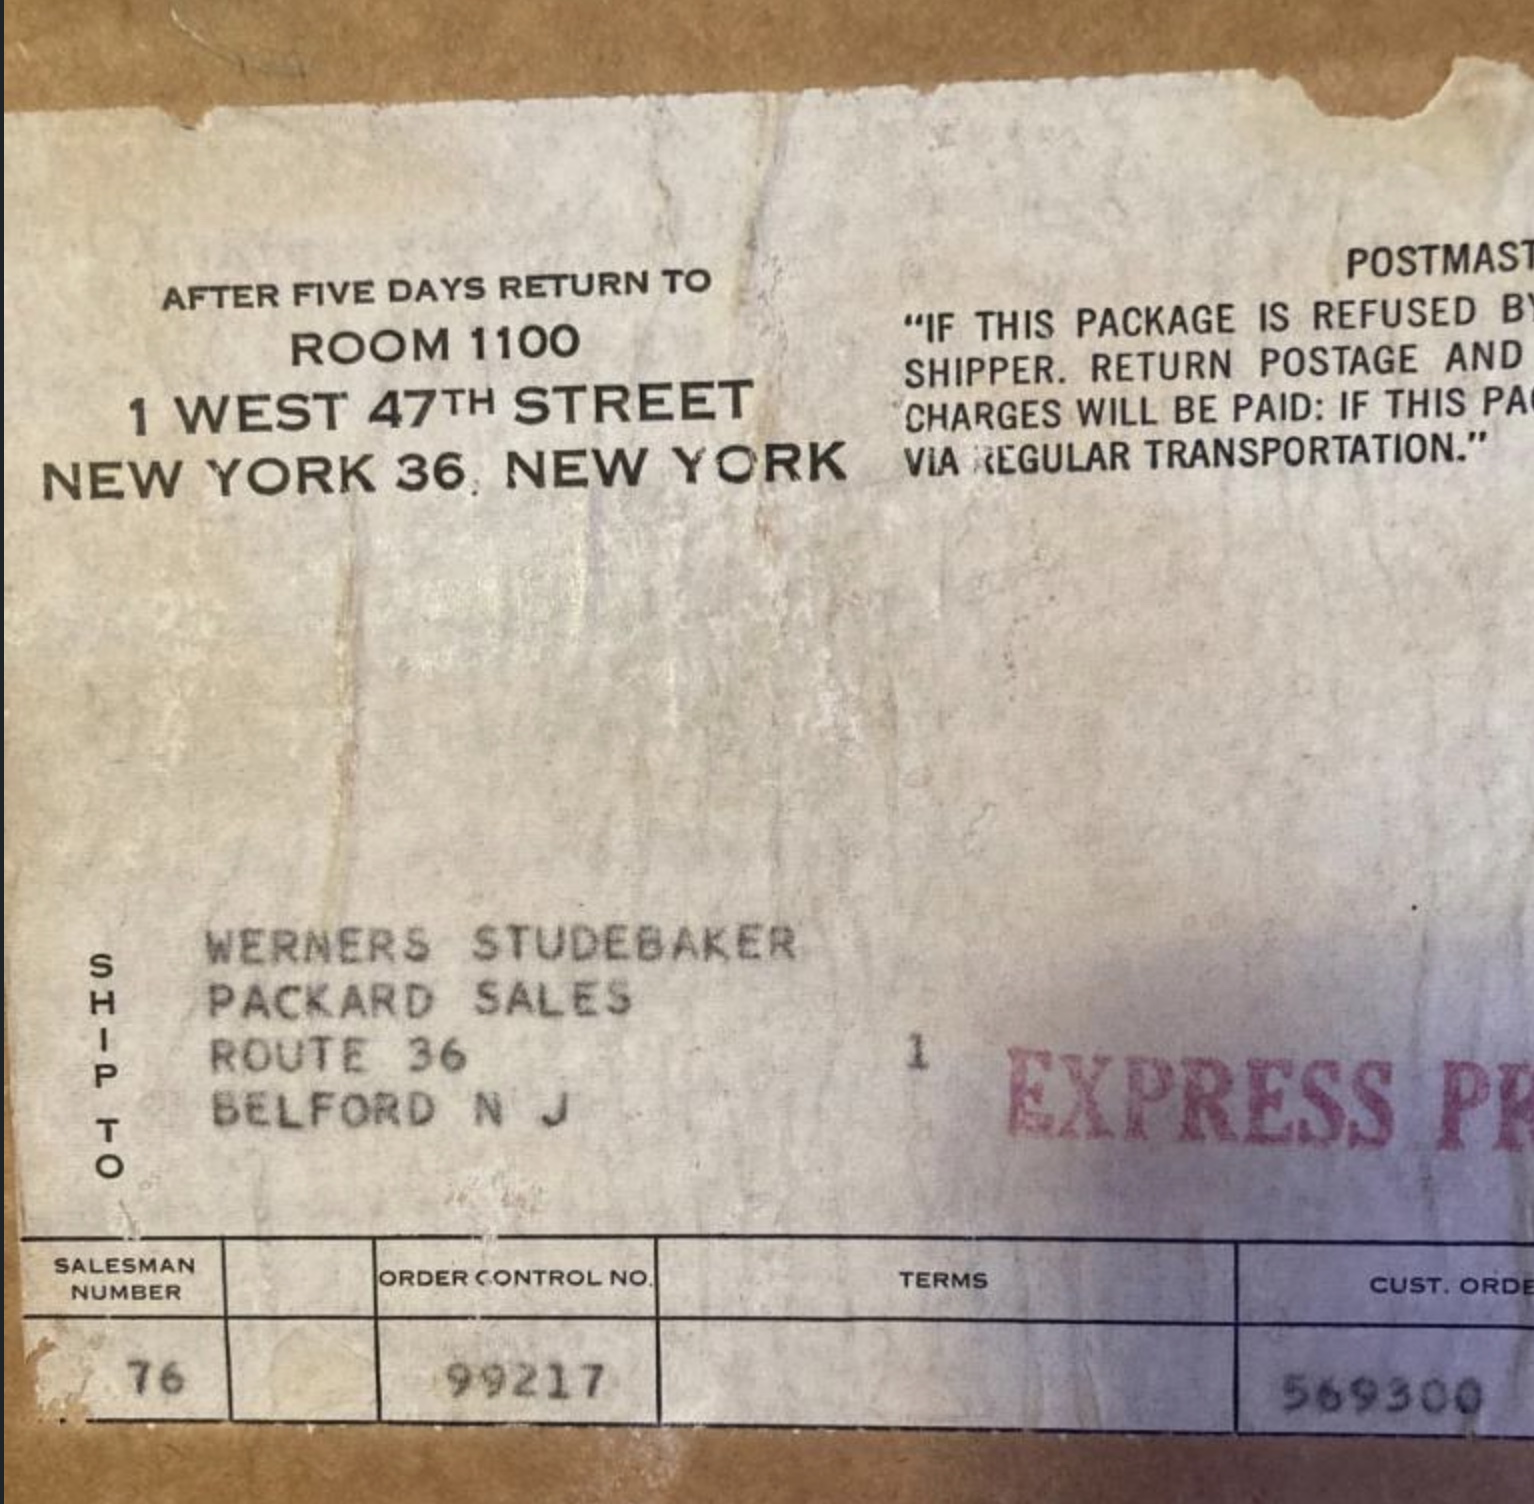 AFTER FIVE DAYS RETURN TO
ROOM 1100
1 WEST 47TH STREET
NEW YORK 36, NEW YORK
POSTMAST
"IF THIS PACKAGE IS REFUSED BY
SHIPPER. RETURN POSTAGE AND
CHARGES WILL BE PAID: IF THIS PAC
VIA REGULAR TRANSPORTATION."
SHIP TO
WERNERS STUDEBAKER
PACKARD SALES
ROUTE 36
BELFORD N J
1
EXPRESS PR
SALESMAN
NUMBER
ORDER CONTROL NO.
TERMS
CUST. ORDE
76
99217
569300